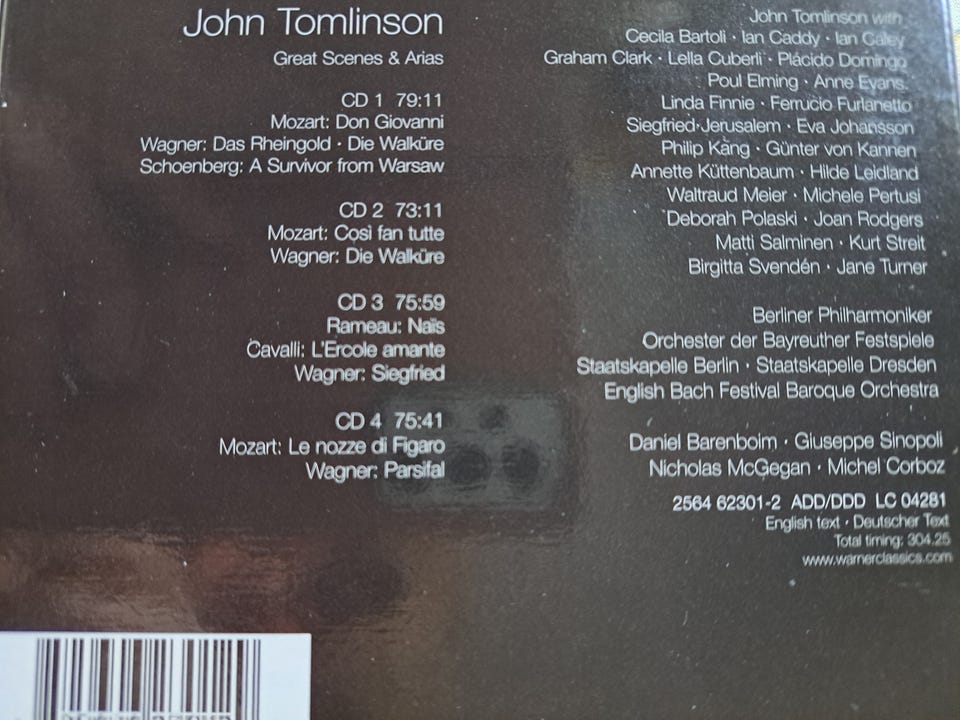 John Tomlinson
Great Scenes & Arias
CD 1 79:11
Mozart: Don Giovanni
Wagner: Das Rheingold · Die Walküre
Schoenberg: A Survivor from Warsaw
CD 2 73:11
Mozart: Così fan tutte
Wagner: Die Walküre
CD 3 75:59
Rameau: Naïs
Cavalli: L'Ercole amante
Wagner: Siegfried
CD 4 75:41
Mozart: Le nozze di Figaro
Wagner: Parsifal
John Tomlinson with
Cecila Bartoli · Ian Caddy · Ian Caley
Graham Clark · Lella Cuberli · Plácido Domingo
Poul Elming · Anne Evans
Linda Finnie · Ferrucio Furlanetto
Siegfried Jerusalem · Eva Johansson
Philip Kang · Günter von Kannen
Annette Küttenbaum · Hilde Leidland
Waltraud Meier · Michele Pertusi
Deborah Polaski · Joan Rodgers
Matti Salminen · Kurt Streit
Birgitta Svendén · Jane Turner
Berliner Philharmoniker
Orchester der Bayreuther Festspiele
Staatskapelle Berlin · Staatskapelle Dresden
English Bach Festival Baroque Orchestra
Daniel Barenboim · Giuseppe Sinopoli
Nicholas McGegan · Michel Corboz
2564 62301-2 ADD/DDD LC 04281
English text · Deutscher Text
Total timing: 304.25
www.warnerclassics.com